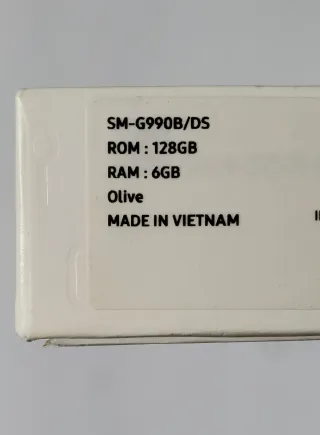 SM-G990B/DS
ROM : 128GB
RAM : 6GB
Olive
MADE IN VIETNAM